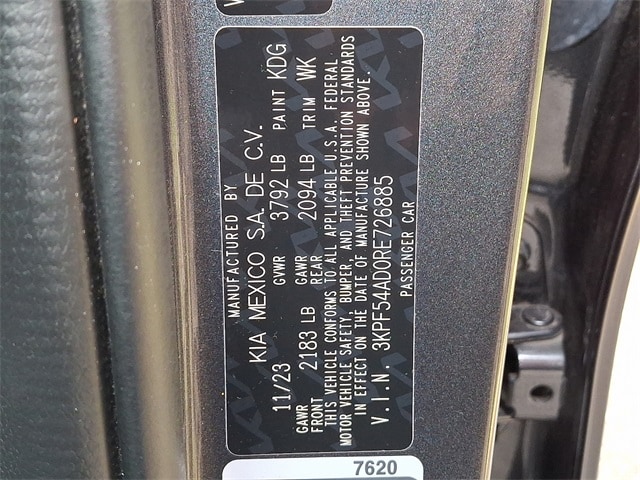 MANUFACTURED BY
KIA MEXICO S.A. DE C.V.
11/23 GVWR 3792 LB PAINT KDG
GAWR FRONT 2183 LB GAWR REAR 2094 LB TRIM WK
THIS VEHICLE CONFORMS TO ALL APPLICABLE U.S.A. FEDERAL
MOTOR VEHICLE SAFETY, BUMPER, AND THEFT PREVENTION STANDARDS
IN EFFECT ON THE DATE OF MANUFACTURE SHOWN ABOVE.
V.I.N. 3KPF54AD0RE726885
PASSENGER CAR
7620